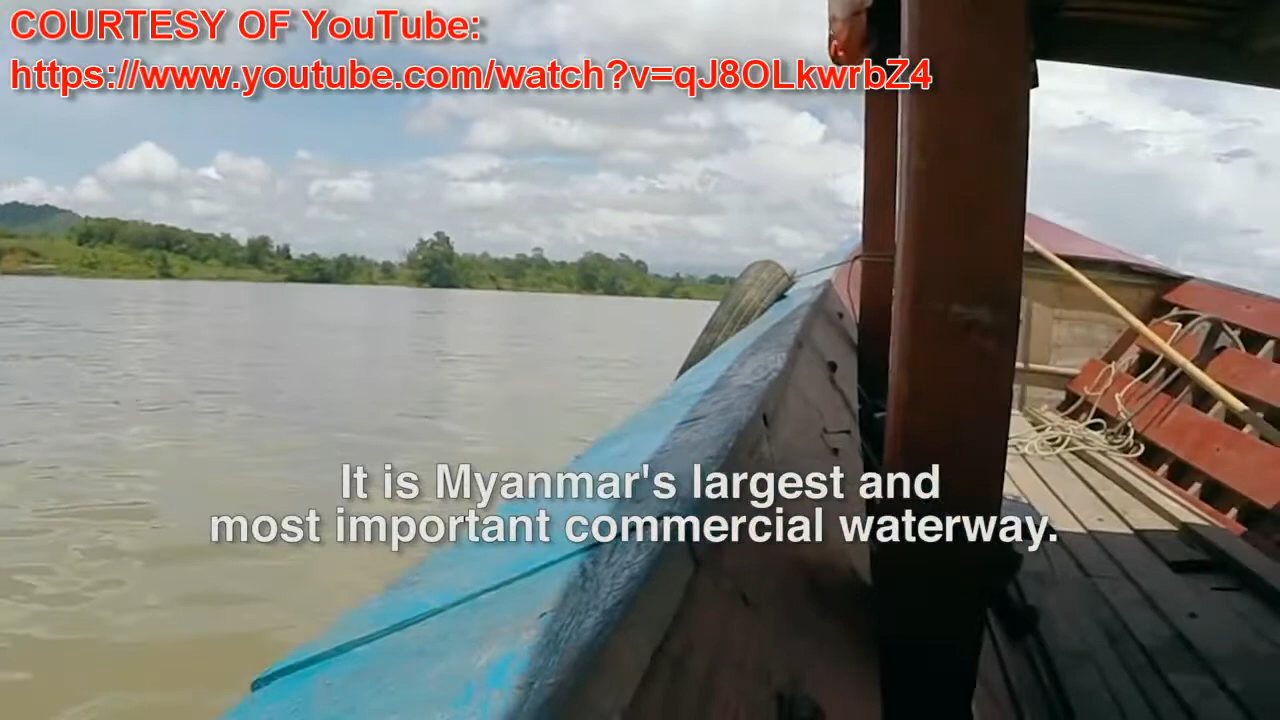 COURTESY OF YouTube:
https://www.youtube.com/watch?v=qJ8OLkwrbZ4
It is Myanmar's largest and
most important commercial waterway.